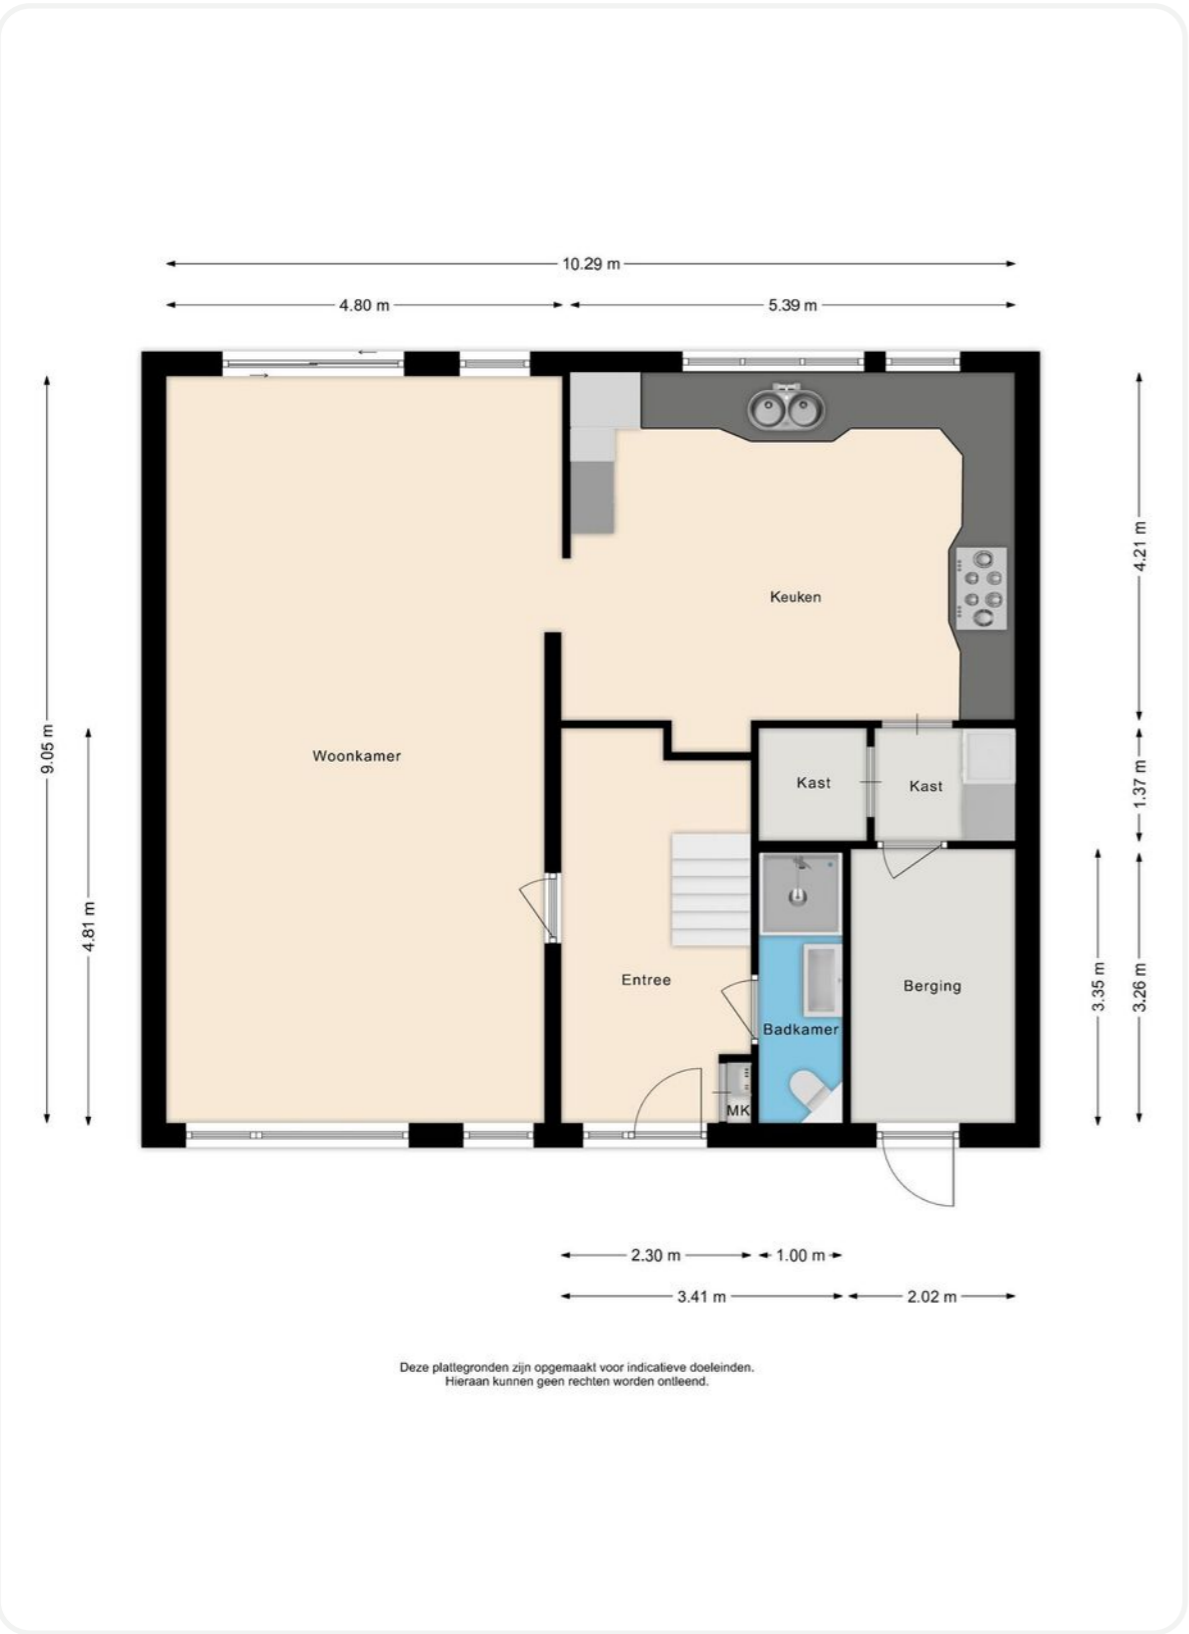 10.29 m
4.80 m
5.39 m
9.05 m
4.81 m
4.21 m
1.37 m
3.35 m
3.26 m
Keuken
Woonkamer
Kast
Kast
Entree
Berging
Badkamer
MK
2.30 m
1.00 m
3.41 m
2.02 m
Deze plattegronden zijn opgemaakt voor indicatieve doeleinden.
Hieraan kunnen geen rechten worden ontleend.